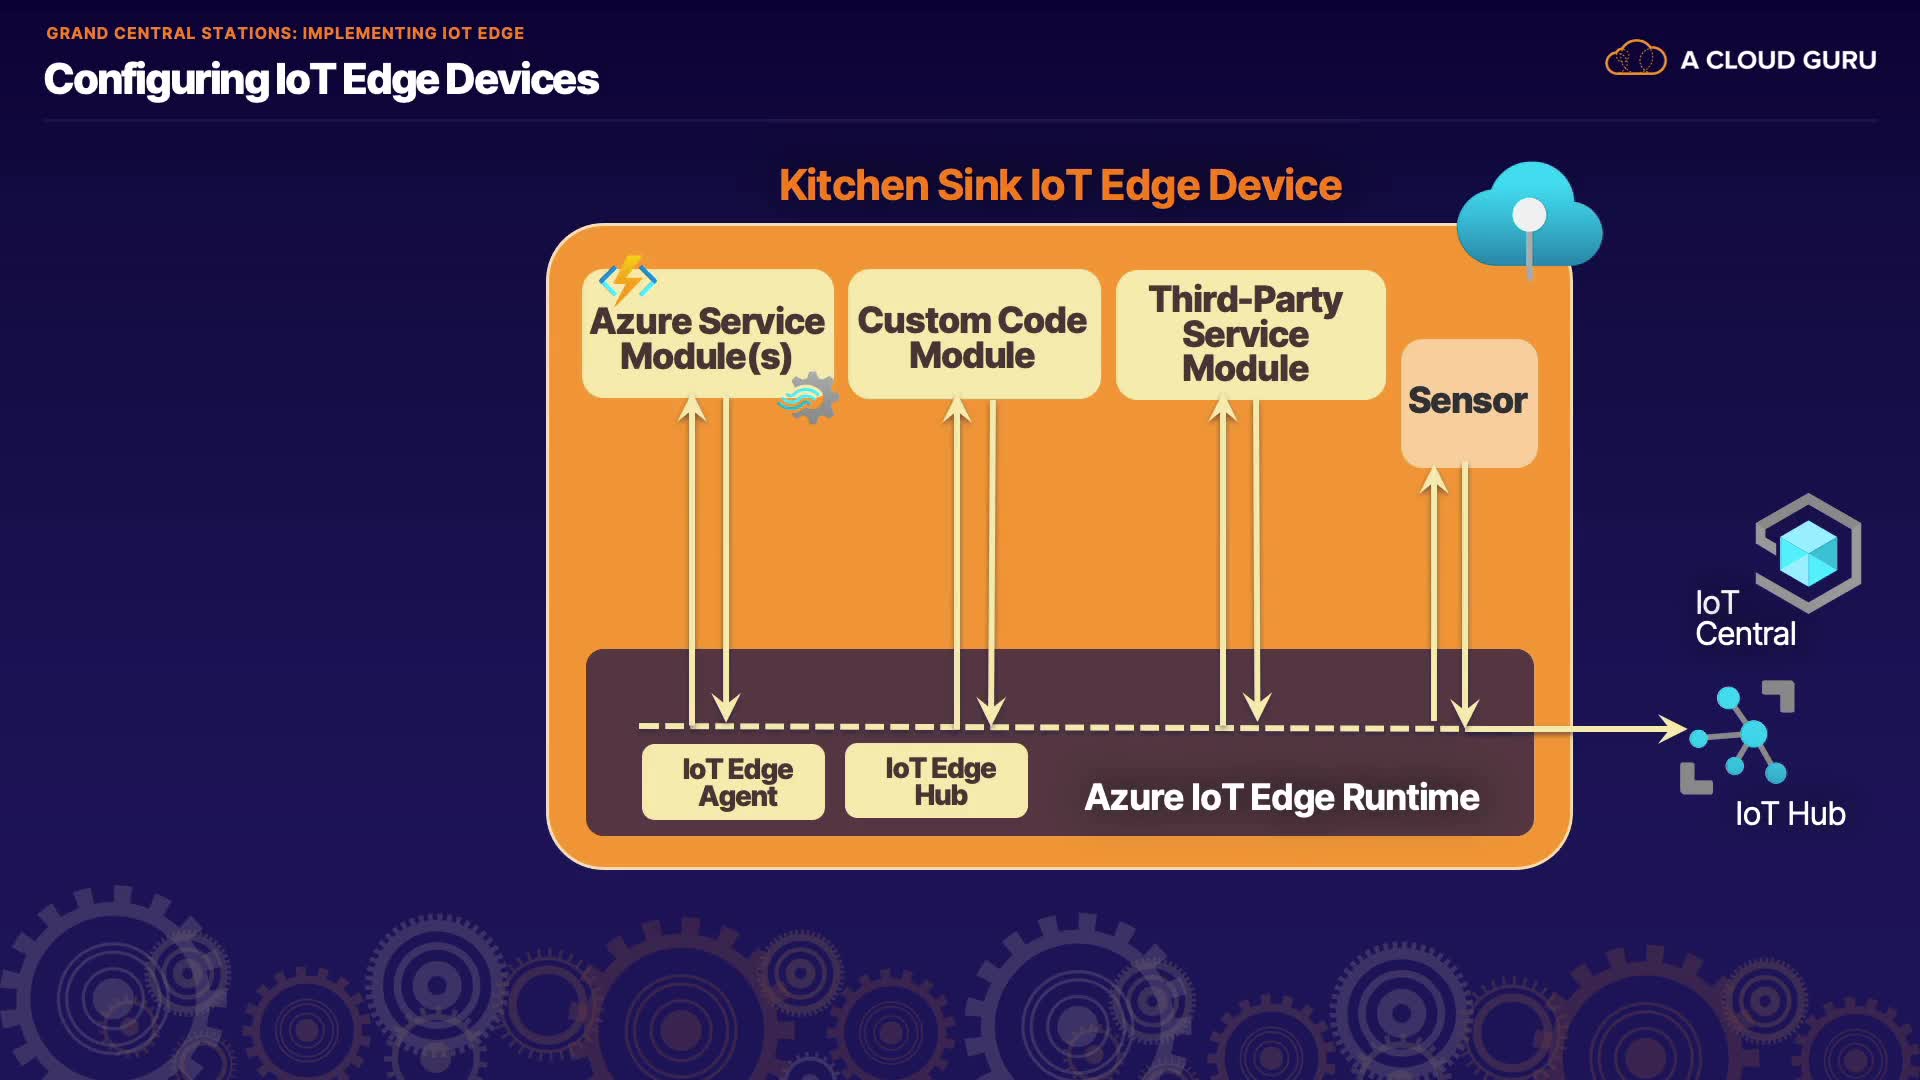 GRAND CENTRAL STATIONS: IMPLEMENTING IOT EDGE
Configuring IoT Edge Devices
A CLOUD GURU
Kitchen Sink IoT Edge Device
Azure Service
Module(s)
Custom Code
Module
Third-Party
Service
Module
Sensor
IoT
Central
IoT Edge
Agent
IoT Edge
Hub
Azure IoT Edge Runtime
IoT Hub